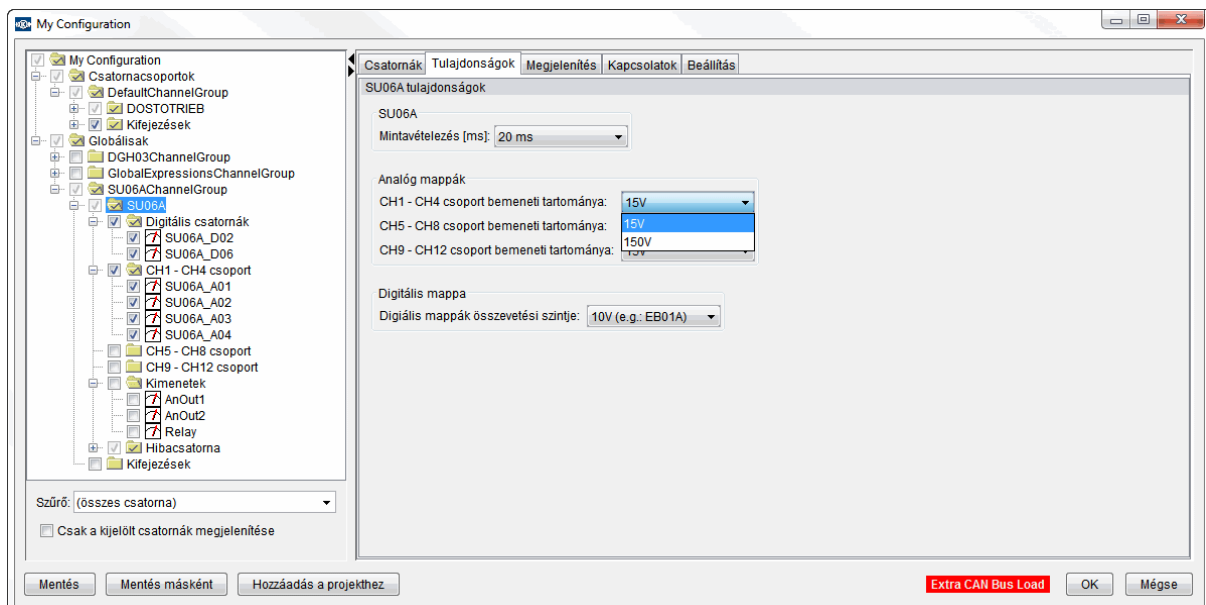 My Configuration
My Configuration
Csatornacsoportok
DefaultChannelGroup
DOSTOTRIEB
Kifejezések
Globálisak
DGH03ChannelGroup
GlobalExpressionsChannelGroup
SU06AChannelGroup
SU06A
Digitális csatornák
SU06A_D02
SU06A_D06
CH1 - CH4 csoport
SU06A_A01
SU06A_A02
SU06A_A03
SU06A_A04
CH5 - CH8 csoport
CH9 - CH12 csoport
Kimenetek
AnOut1
AnOut2
Relay
Hibacsatorna
Kifejezések
Szűrő: (összes csatorna)
Csak a kijelölt csatornák megjelenítése
Csatornák Tulajdonságok Megjelenítés Kapcsolatok Beállítás
SU06A tulajdonságok
SU06A
Mintavételezés [ms]: 20 ms
Analóg mappák
CH1 - CH4 csoport bemeneti tartománya: 15V
CH5 - CH8 csoport bemeneti tartománya: 15V
150V
CH9 - CH12 csoport bemeneti tartománya: 15V
Digitális mappa
Digiális mappák összevetési szintje: 10V (e.g.: EB01A)
Mentés Mentés másként Hozzáadás a projekthez Extra CAN Bus Load OK Mégse